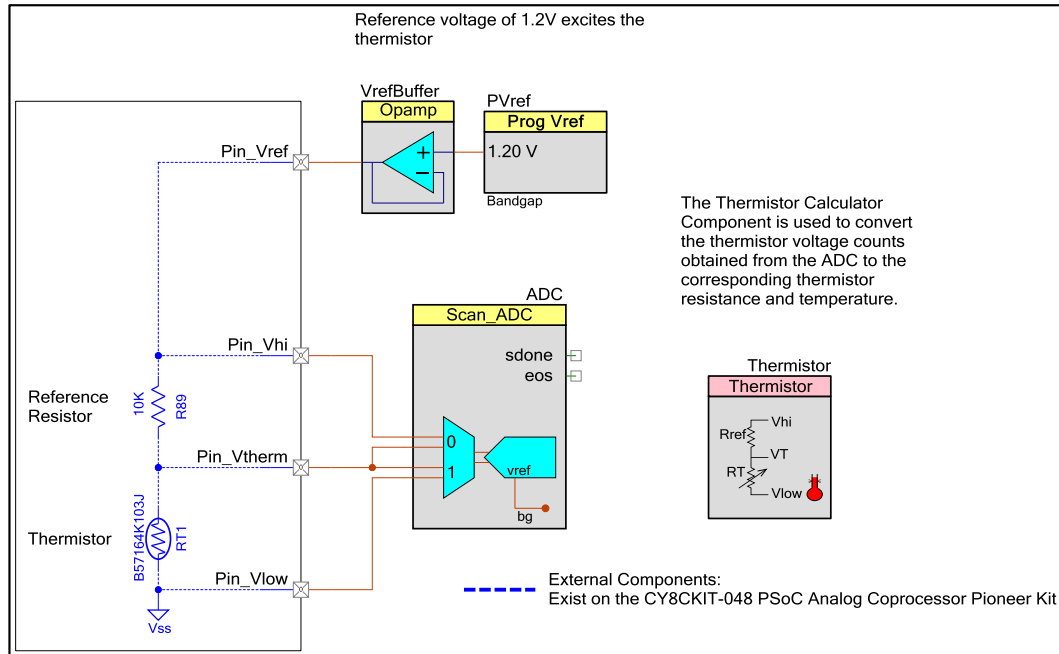 Reference voltage of 1.2V excites the
thermistor
VrefBuffer
Opamp
PVref
Prog Vref
1.20 V
Bandgap
Pin_Vref
The Thermistor Calculator
Component is used to convert
the thermistor voltage counts
obtained from the ADC to the
corresponding thermistor
resistance and temperature.
ADC
Scan_ADC
sdone
eos
0
1
vref
bg
Pin_Vhi
Reference
Resistor
10K
R89
Pin_Vtherm
Thermistor
B57164K103J
RT1
Pin_Vlow
Vss
Thermistor
Thermistor
Vhi
Rref
VT
RT
Vlow
External Components:
Exist on the CY8CKIT-048 PSoC Analog Coprocessor Pioneer Kit